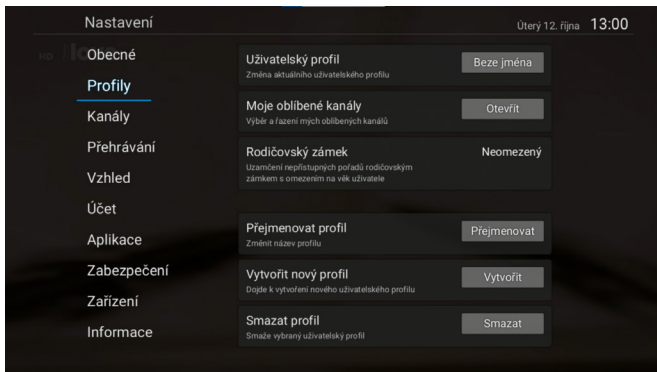 Nastavení
Úterý 12. října 13:00
HD
Obecné
Profily
Kanály
Přehrávání
Vzhled
Účet
Aplikace
Zabezpečení
Zařízení
Informace
Uživatelský profil
Změna aktuálního uživatelského profilu
Beze jména
Moje oblíbené kanály
Výběr a řazení mých oblíbených kanálů
Otevřít
Rodičovský zámek
Uzamčení nepřístupných pořadů rodičovským
zámkem s omezením na věk uživatele
Neomezený
Přejmenovat profil
Změnit název profilu
Přejmenovat
Vytvořit nový profil
Dojde k vytvoření nového uživatelského profilu
Vytvořit
Smazat profil
Smaže vybraný uživatelský profil
Smazat